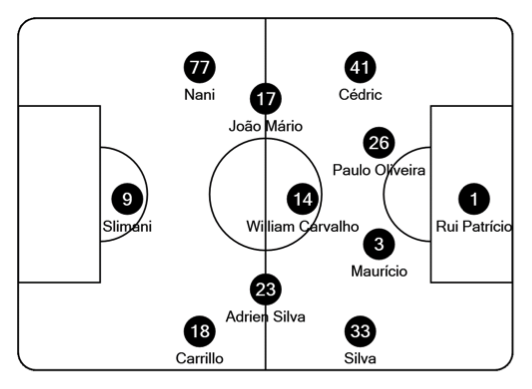 77
Nani
41
Cédric
17
João Mário
26
Paulo Oliveira
9
Slimani
14
William Carvalho
1
Rui Patrício
3
Maurício
23
Adrien Silva
18
Carrillo
33
Silva